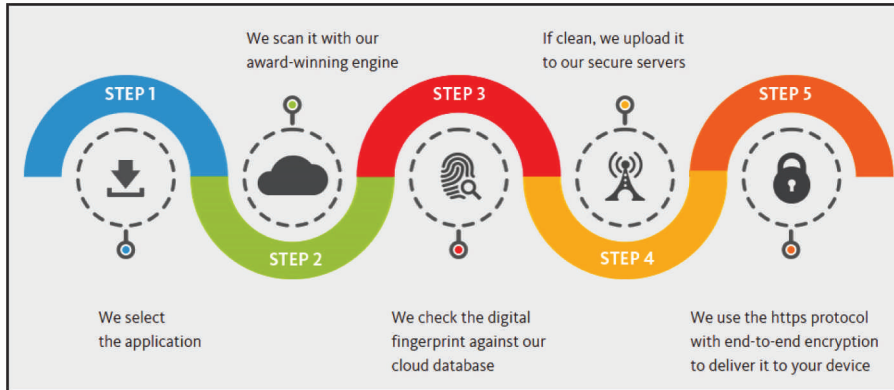 We scan it with our
award-winning engine
If clean, we upload it
to our secure servers
STEP 1
STEP 3
STEP 5
STEP 2
STEP 4
We select
the application
We check the digital
fingerprint against our
cloud database
We use the https protocol
with end-to-end encryption
to deliver it to your device